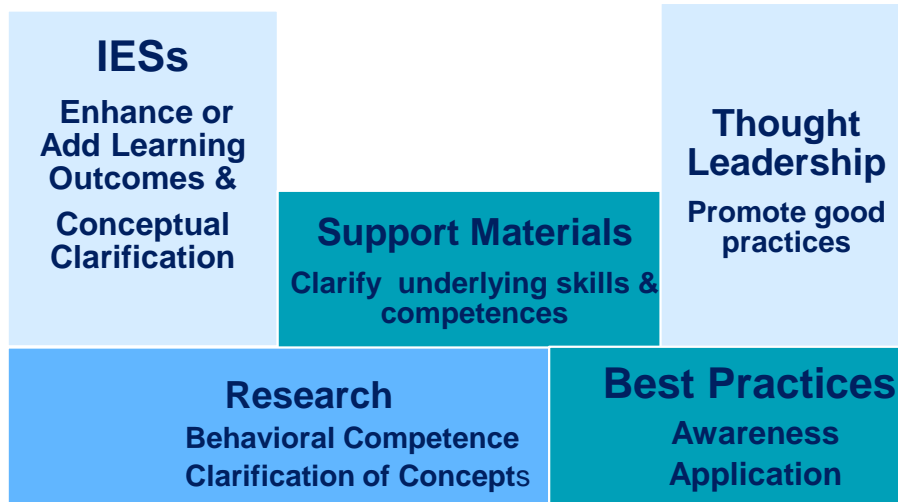 IESs
Enhance or
Add Learning
Outcomes &
Conceptual
Clarification
Support Materials
Clarify underlying skills &
competences
Thought
Leadership
Promote good
practices
Research
Behavioral Competence
Clarification of Concepts
Best Practices
Awareness
Application